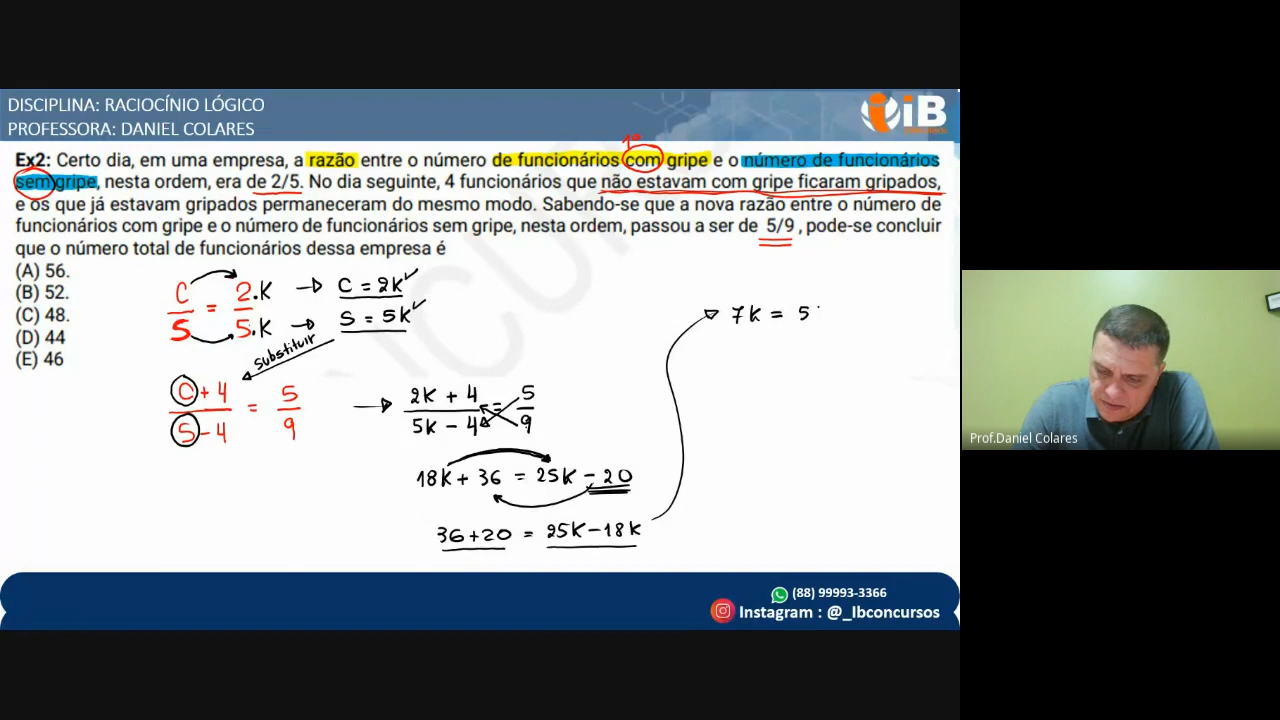 DISCIPLINA: RACIOCÍNIO LÓGICO
PROFESSORA: DANIEL COLARES
iB
1º
Ex2: Certo dia, em uma empresa, a razão entre o número de funcionários com gripe e o número de funcionários
sem gripe, nesta ordem, era de 2/5. No dia seguinte, 4 funcionários que não estavam com gripe ficaram gripados,
e os que já estavam gripados permaneceram do mesmo modo. Sabendo-se que a nova razão entre o número de
funcionários com gripe e o número de funcionários sem gripe, nesta ordem, passou a ser de 5/9 , pode-se concluir
que o número total de funcionários dessa empresa é
(A) 56.
(B) 52.
(C) 48.
(D) 44
(E) 46
C/S = 2.K/5.K
→ C = 2K
→ S = 5K
substituir
C+4/S-4 = 5/9
→ 2K + 4/5K - 4 = 5/9
18K + 36 = 25K - 20
36+20 = 25K-18K
7K = 5
Prof.Daniel Colares
(88) 99993-3366
Instagram : @_Ibconcursos